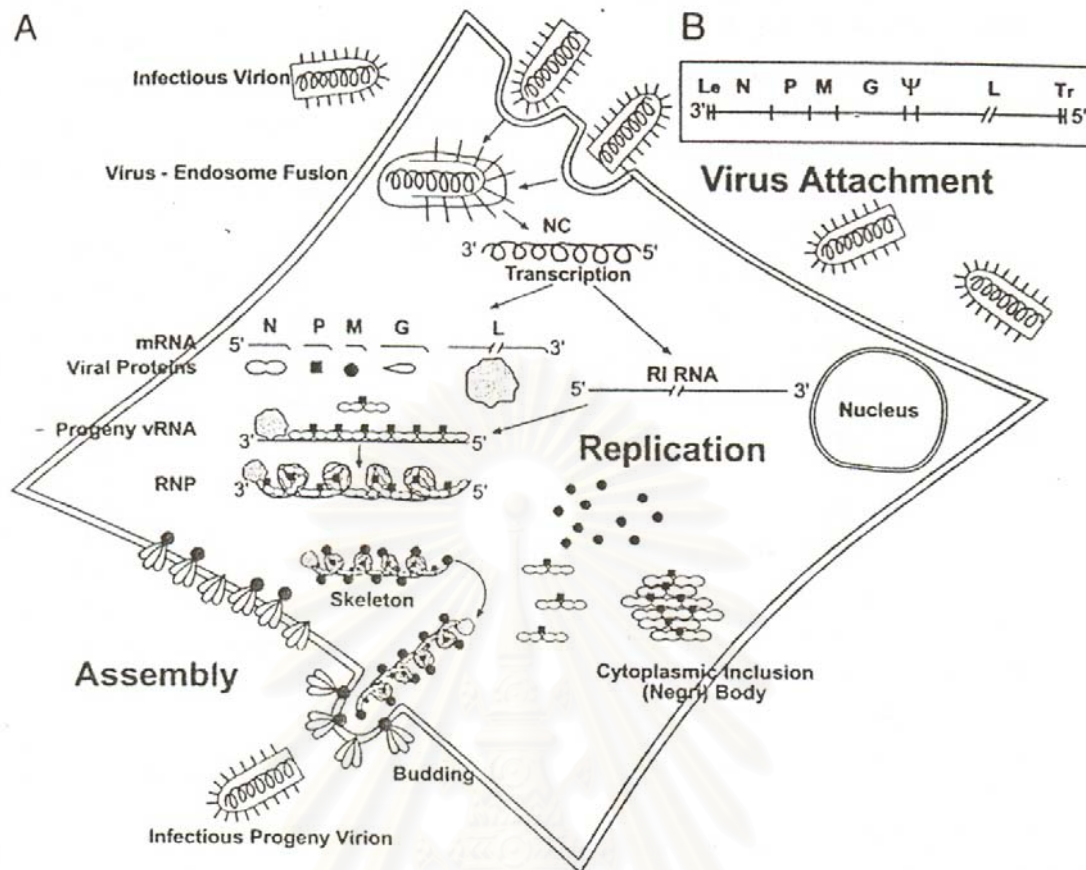 A
B
Infectious Virion
Le N P M G Ψ L Tr
3' 5'
Virus - Endosome Fusion
Virus Attachment
NC
3' 5'
Transcription
N P M G L
mRNA 5' 3'
Viral Proteins
RI RNA
5' 3'
Nucleus
Progeny vRNA
3' 5'
Replication
RNP
3' 5'
Skeleton
Assembly
Cytoplasmic Inclusion
(Negri) Body
Budding
Infectious Progeny Virion